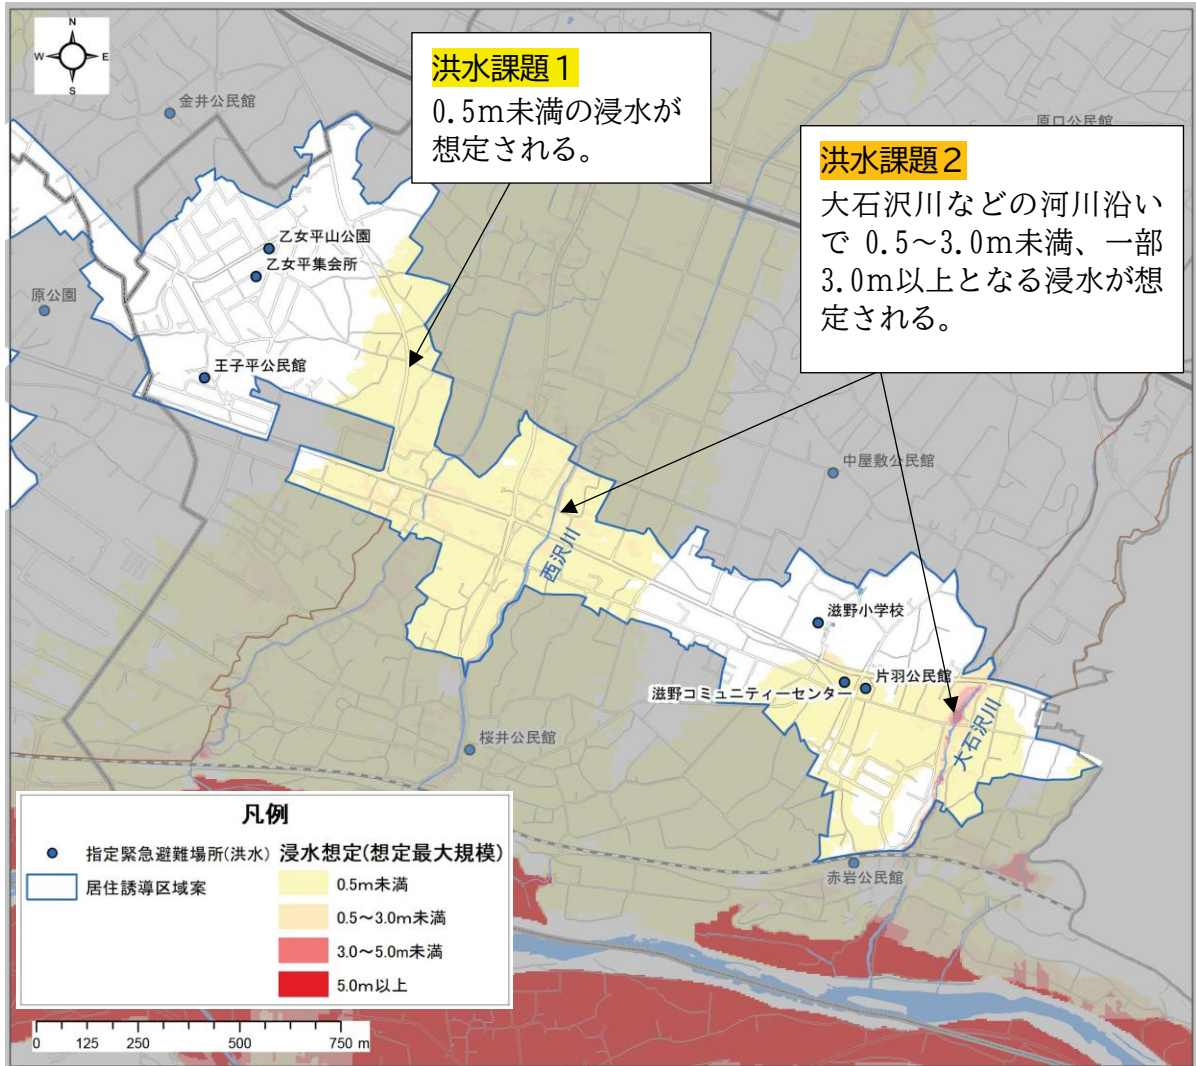 N
W
E
S
金井公民館
洪水課題1
0.5m未満の浸水が
想定される。
原口公民館
洪水課題2
大石沢川などの河川沿い
で 0.5～3.0m未満、一部
3.0m以上となる浸水が想
定される。
乙女平山公園
乙女平集会所
原公園
王子平公民館
中屋敷公民館
西沢川
滋野小学校
片羽公民館
滋野コミュニティーセンター
大石沢川
桜井公民館
赤岩公民館
凡例
指定緊急避難場所(洪水)
居住誘導区域案
浸水想定(想定最大規模)
0.5m未満
0.5～3.0m未満
3.0～5.0m未満
5.0m以上
0 125 250 500 750 m